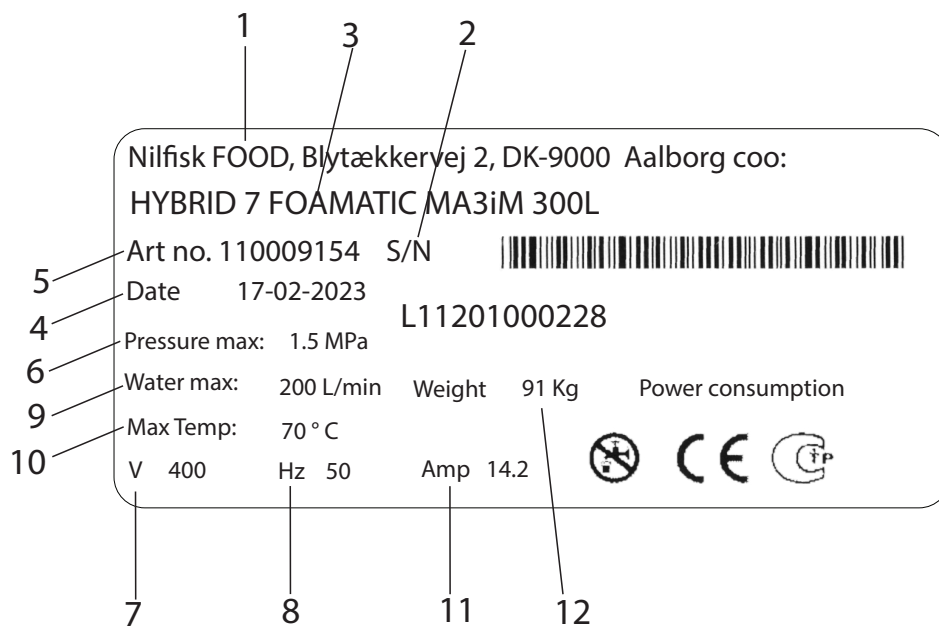 1
3
2
Nilfisk FOOD, Blytækkervej 2, DK-9000 Aalborg coo:
HYBRID 7 FOAMATIC MA3iM 300L
5
Art no. 110009154 S/N
4
Date 17-02-2023
L11201000228
6
Pressure max: 1.5 MPa
9
Water max: 200 L/min Weight 91 Kg Power consumption
10
Max Temp: 70 ° C
V 400 Hz 50 Amp 14.2
CE
C TP
7
8
11
12